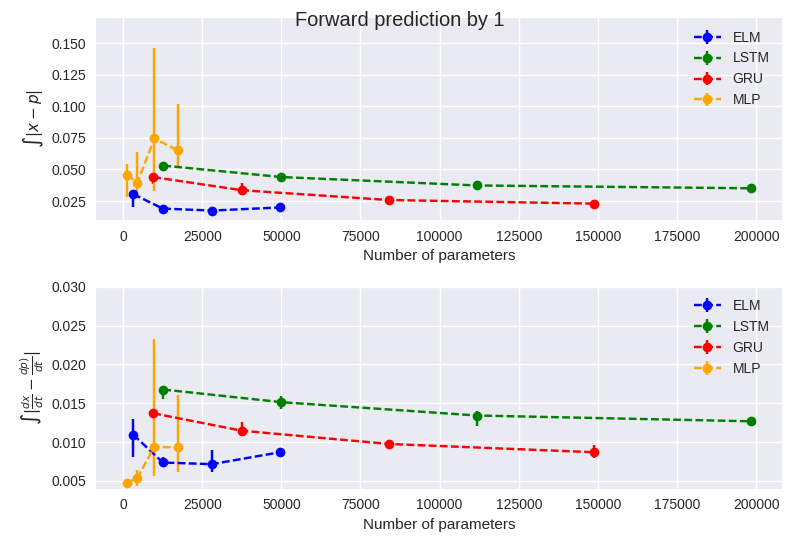 Forward prediction by 1
∫|x − p|
0.150
0.125
0.100
0.075
0.050
0.025
ELM
LSTM
GRU
MLP
0 25000 50000 75000 100000 125000 150000 175000 200000
Number of parameters
∫|dx/dt − dp)/dt|
0.030
0.025
0.020
0.015
0.010
0.005
ELM
LSTM
GRU
MLP
0 25000 50000 75000 100000 125000 150000 175000 200000
Number of parameters